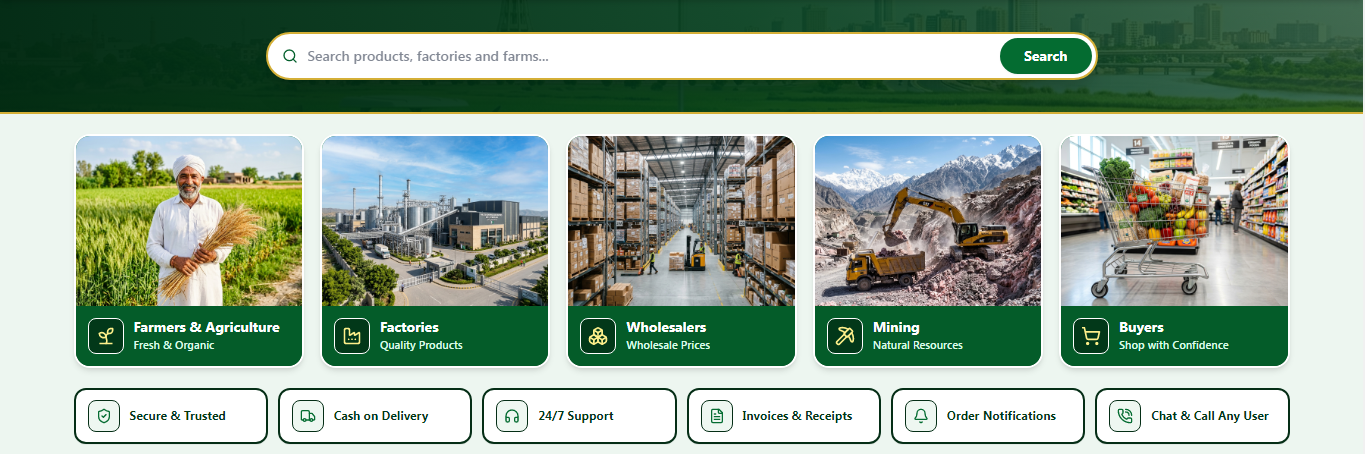 Search products, factories and farms...
Search
Farmers & Agriculture
Fresh & Organic
Factories
Quality Products
Wholesalers
Wholesale Prices
Mining
Natural Resources
Buyers
Shop with Confidence
Secure & Trusted
Cash on Delivery
24/7 Support
Invoices & Receipts
Order Notifications
Chat & Call Any User